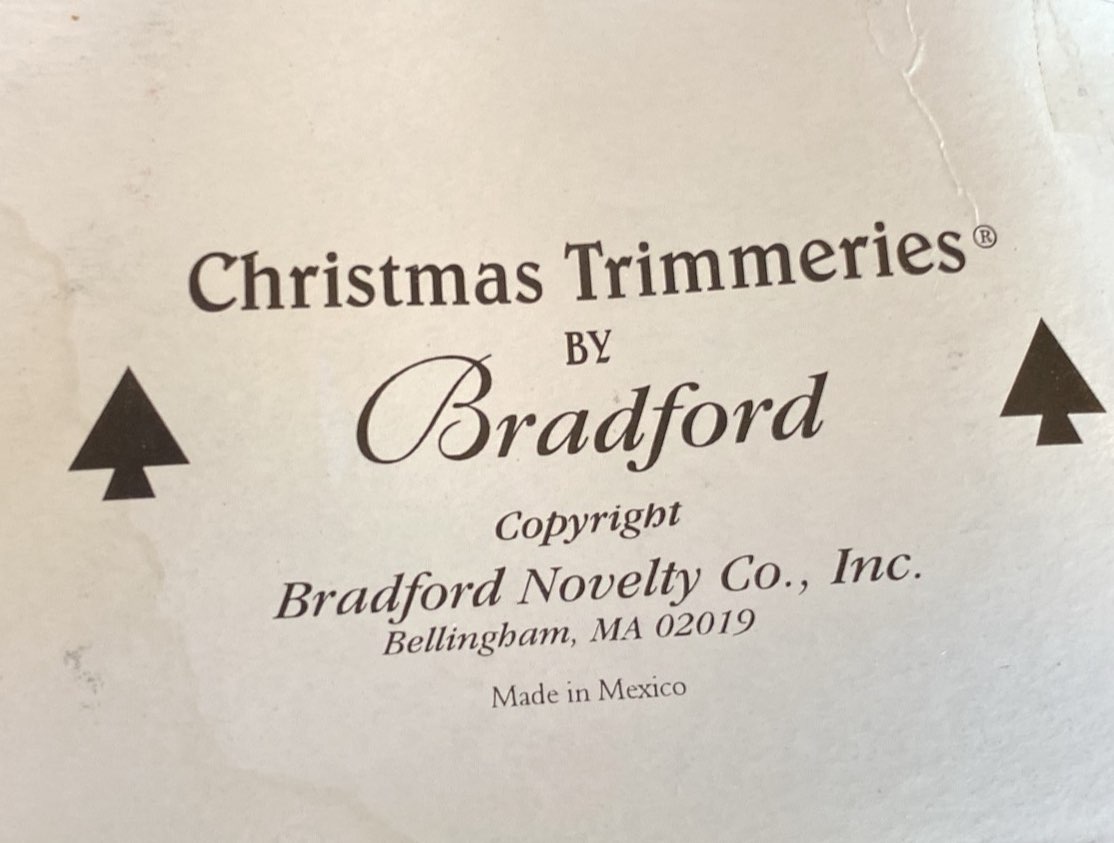 Christmas Trimmeries®
BY
Bradford
Copyright
Bradford Novelty Co., Inc.
Bellingham, MA 02019
Made in Mexico